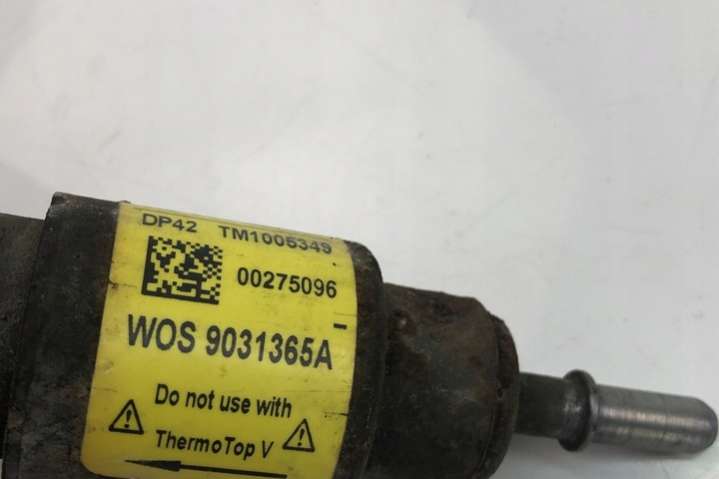 DP42 TM1005349
00275096
WOS 9031365A
Do not use with
ThermoTop V